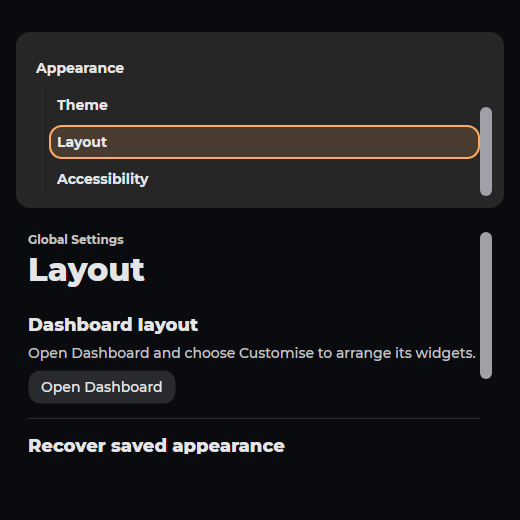 Appearance
Theme
Layout
Accessibility
Global Settings
Layout
Dashboard layout
Open Dashboard and choose Customise to arrange its widgets.
Open Dashboard
Recover saved appearance